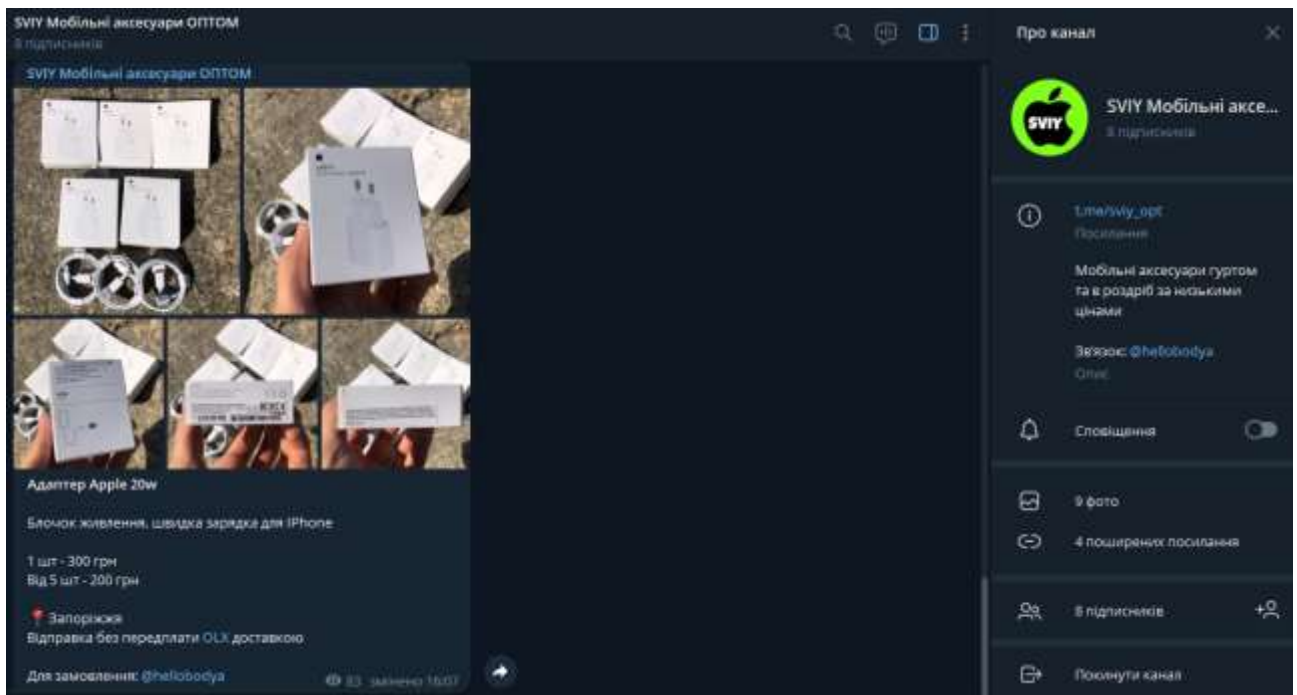 SVIY Мобільні аксесуари ОПТОМ
8 підписників
SVIY Мобільні аксесуари ОПТОМ
Адаптер Apple 20w
Блочок живлення, швидка зарядка для IPhone
1 шт - 300 грн
Від 5 шт - 200 грн
Запоріжжя
Відправка без передплати OLX доставкою
Для замовлення: @hellobodya
83 змінено 16:07
Про канал
SVIY
SVIY Мобільні аксе...
8 підписників
t.me/sviy_opt
Посилання
Мобільні аксесуари гуртом
та в роздріб за низькими
цінами
Зв'язок: @hellobodya
Опис
Сповіщення
9 фото
4 поширених посилання
8 підписників
Покинути канал